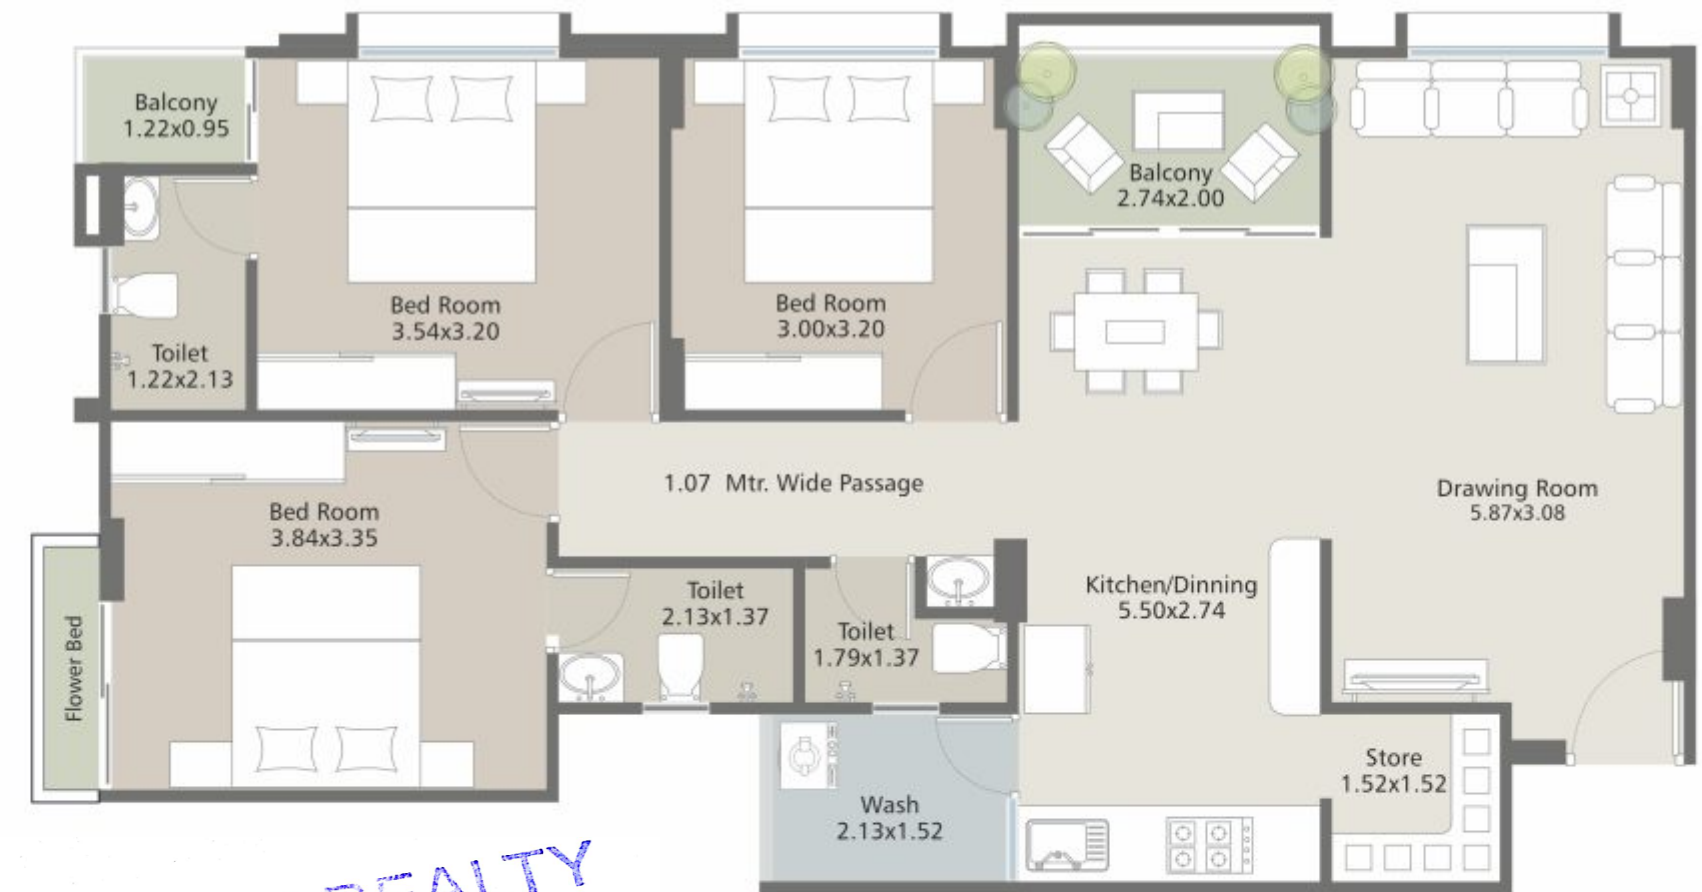 Balcony
1.22x0.95
Balcony
2.74x2.00
Bed Room
3.54x3.20
Bed Room
3.00x3.20
Toilet
1.22x2.13
1.07 Mtr. Wide Passage
Drawing Room
5.87x3.08
Bed Room
3.84x3.35
Kitchen/Dinning
5.50x2.74
Toilet
2.13x1.37
Toilet
1.79x1.37
Flower Bed
Store
1.52x1.52
Wash
2.13x1.52
REALTY